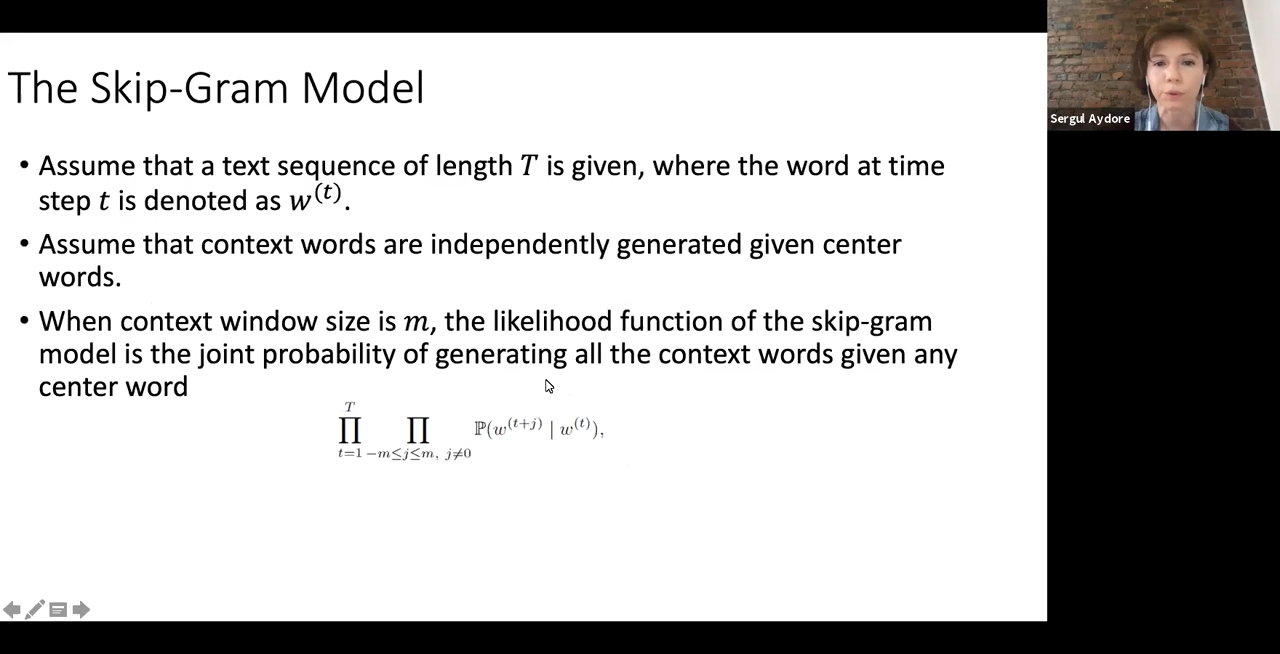 The Skip-Gram Model
• Assume that a text sequence of length T is given, where the word at time
step t is denoted as w^(t).
• Assume that context words are independently generated given center
words.
• When context window size is m, the likelihood function of the skip-gram
model is the joint probability of generating all the context words given any
center word
∏_{t=1}^{T} ∏_{−m≤j≤m, j≠0} ℙ(w^(t+j) | w^(t)),
Sergul Aydore